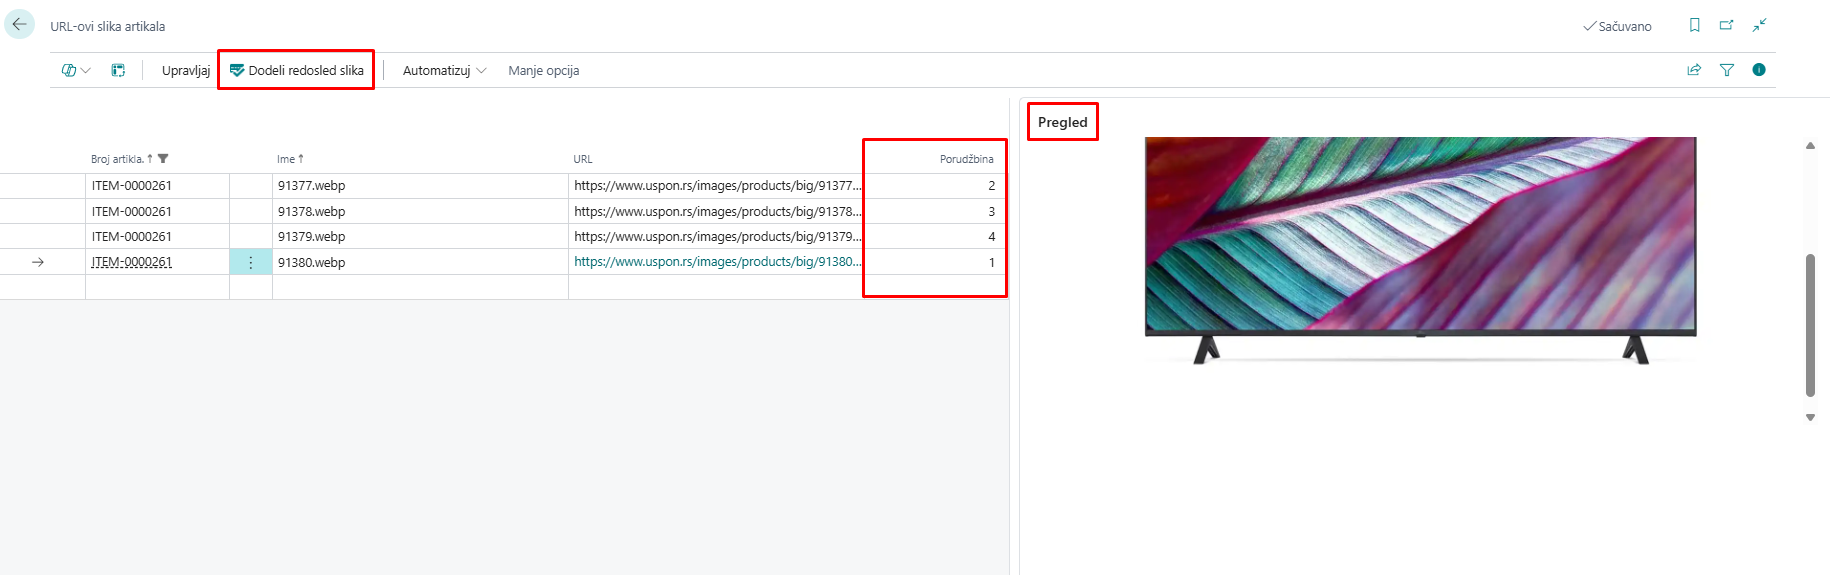 URL-ovi slika artikala
Sačuvano
Upravljaj Dodeli redosled slika Automatizuj Manje opcija
Pregled
Broj artikla. ↑ Ime ↑ URL Porudžbina
ITEM-0000261 91377.webp https://www.uspon.rs/images/products/big/91377... 2
ITEM-0000261 91378.webp https://www.uspon.rs/images/products/big/91378... 3
ITEM-0000261 91379.webp https://www.uspon.rs/images/products/big/91379... 4
ITEM-0000261 91380.webp https://www.uspon.rs/images/products/big/91380... 1